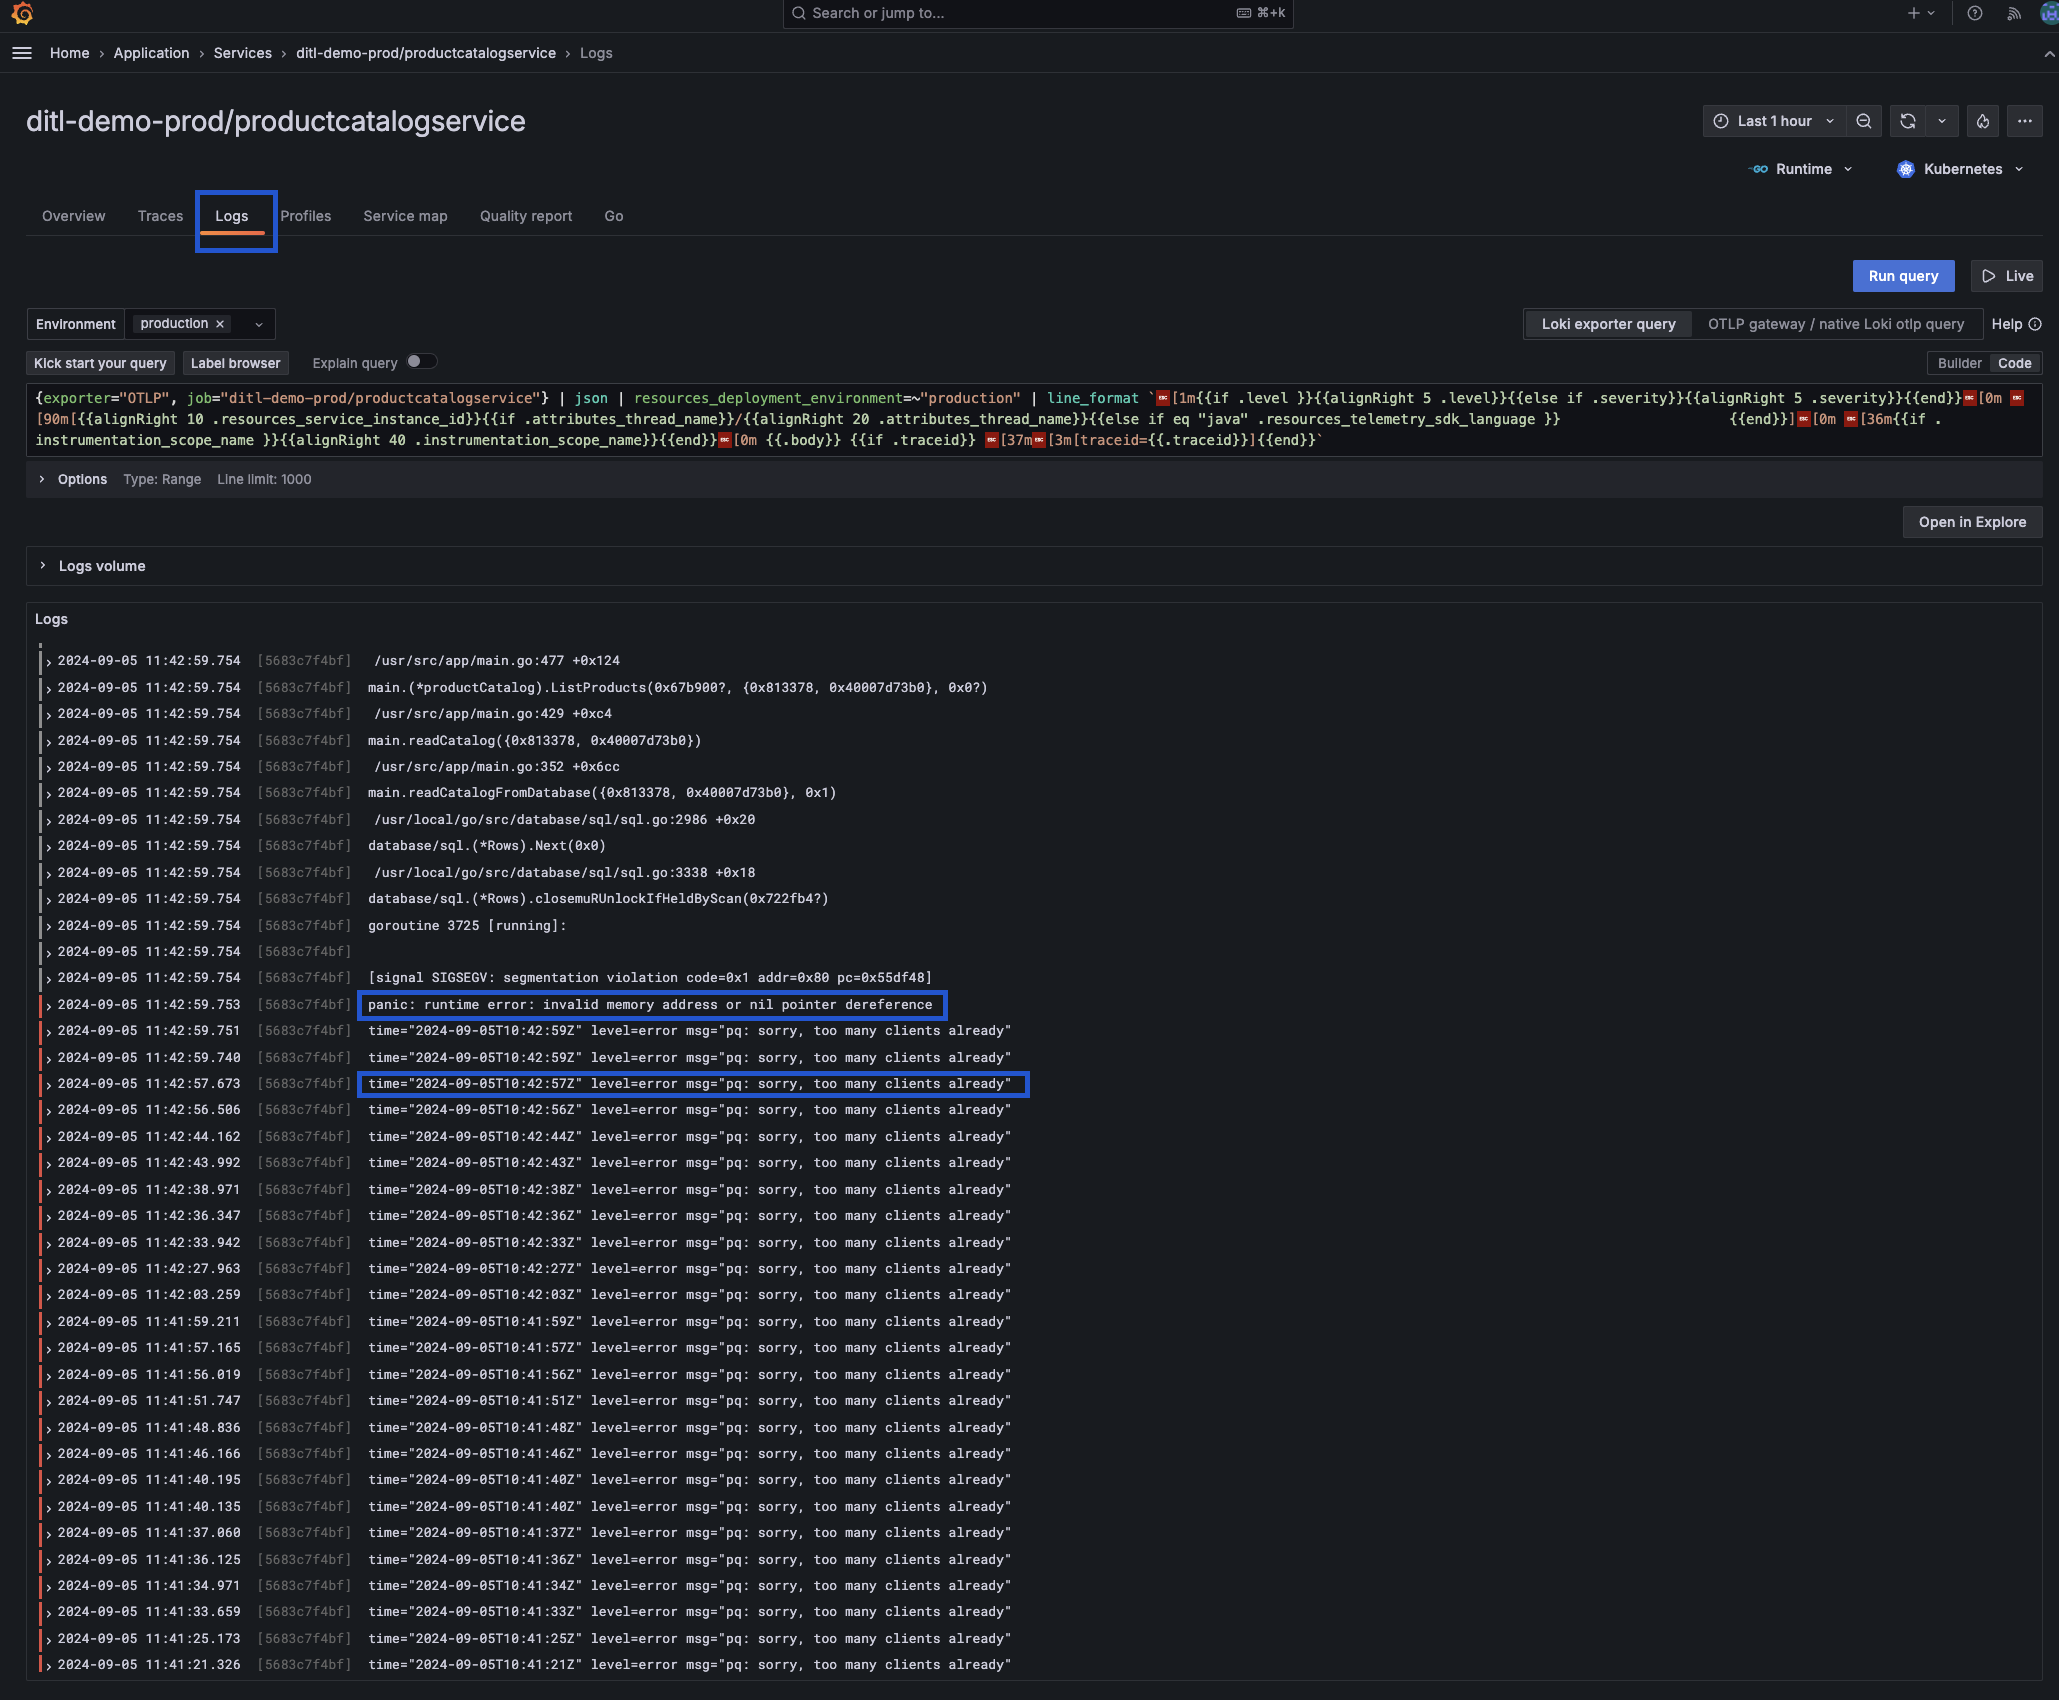 Search or jump to...
⌘+k
Home › Application › Services › ditl-demo-prod/productcatalogservice › Logs
ditl-demo-prod/productcatalogservice
Last 1 hour
GO Runtime
Kubernetes
Overview Traces Logs Profiles Service map Quality report Go
Run query
Live
Environment production ×
Loki exporter query OTLP gateway / native Loki otlp query Help
Kick start your query Label browser Explain query
Builder Code
{exporter="OTLP", job="ditl-demo-prod/productcatalogservice"} | json | resources_deployment_environment=~"production" | line_format `ESC[1m{{if .level }}{{alignRight 5 .level}}{{else if .severity}}{{alignRight 5 .severity}}{{end}}ESC[0m ESC
[90m[{{alignRight 10 .resources_service_instance_id}}{{if .attributes_thread_name}}/{{alignRight 20 .attributes_thread_name}}{{else if eq "java" .resources_telemetry_sdk_language }}                     {{end}}]ESC[0m ESC[36m{{if .
instrumentation_scope_name }}{{alignRight 40 .instrumentation_scope_name}}{{end}}ESC[0m {{.body}} {{if .traceid}} ESC[37mESC[3m[traceid={{.traceid}}]{{end}}`
Options Type: Range Line limit: 1000
Open in Explore
Logs volume
Logs
2024-09-05 11:42:59.754 [5683c7f4bf] /usr/src/app/main.go:477 +0x124
2024-09-05 11:42:59.754 [5683c7f4bf] main.(*productCatalog).ListProducts(0x67b900?, {0x813378, 0x40007d73b0}, 0x0?)
2024-09-05 11:42:59.754 [5683c7f4bf] /usr/src/app/main.go:429 +0xc4
2024-09-05 11:42:59.754 [5683c7f4bf] main.readCatalog({0x813378, 0x40007d73b0})
2024-09-05 11:42:59.754 [5683c7f4bf] /usr/src/app/main.go:352 +0x6cc
2024-09-05 11:42:59.754 [5683c7f4bf] main.readCatalogFromDatabase({0x813378, 0x40007d73b0}, 0x1)
2024-09-05 11:42:59.754 [5683c7f4bf] /usr/local/go/src/database/sql/sql.go:2986 +0x20
2024-09-05 11:42:59.754 [5683c7f4bf] database/sql.(*Rows).Next(0x0)
2024-09-05 11:42:59.754 [5683c7f4bf] /usr/local/go/src/database/sql/sql.go:3338 +0x18
2024-09-05 11:42:59.754 [5683c7f4bf] database/sql.(*Rows).closemuRUnlockIfHeldByScan(0x722fb4?)
2024-09-05 11:42:59.754 [5683c7f4bf] goroutine 3725 [running]:
2024-09-05 11:42:59.754 [5683c7f4bf]
2024-09-05 11:42:59.754 [5683c7f4bf] [signal SIGSEGV: segmentation violation code=0x1 addr=0x80 pc=0x55df48]
2024-09-05 11:42:59.753 [5683c7f4bf] panic: runtime error: invalid memory address or nil pointer dereference
2024-09-05 11:42:59.751 [5683c7f4bf] time="2024-09-05T10:42:59Z" level=error msg="pq: sorry, too many clients already"
2024-09-05 11:42:59.740 [5683c7f4bf] time="2024-09-05T10:42:59Z" level=error msg="pq: sorry, too many clients already"
2024-09-05 11:42:57.673 [5683c7f4bf] time="2024-09-05T10:42:57Z" level=error msg="pq: sorry, too many clients already"
2024-09-05 11:42:56.506 [5683c7f4bf] time="2024-09-05T10:42:56Z" level=error msg="pq: sorry, too many clients already"
2024-09-05 11:42:44.162 [5683c7f4bf] time="2024-09-05T10:42:44Z" level=error msg="pq: sorry, too many clients already"
2024-09-05 11:42:43.992 [5683c7f4bf] time="2024-09-05T10:42:43Z" level=error msg="pq: sorry, too many clients already"
2024-09-05 11:42:38.971 [5683c7f4bf] time="2024-09-05T10:42:38Z" level=error msg="pq: sorry, too many clients already"
2024-09-05 11:42:36.347 [5683c7f4bf] time="2024-09-05T10:42:36Z" level=error msg="pq: sorry, too many clients already"
2024-09-05 11:42:33.942 [5683c7f4bf] time="2024-09-05T10:42:33Z" level=error msg="pq: sorry, too many clients already"
2024-09-05 11:42:27.963 [5683c7f4bf] time="2024-09-05T10:42:27Z" level=error msg="pq: sorry, too many clients already"
2024-09-05 11:42:03.259 [5683c7f4bf] time="2024-09-05T10:42:03Z" level=error msg="pq: sorry, too many clients already"
2024-09-05 11:41:59.211 [5683c7f4bf] time="2024-09-05T10:41:59Z" level=error msg="pq: sorry, too many clients already"
2024-09-05 11:41:57.165 [5683c7f4bf] time="2024-09-05T10:41:57Z" level=error msg="pq: sorry, too many clients already"
2024-09-05 11:41:56.019 [5683c7f4bf] time="2024-09-05T10:41:56Z" level=error msg="pq: sorry, too many clients already"
2024-09-05 11:41:51.747 [5683c7f4bf] time="2024-09-05T10:41:51Z" level=error msg="pq: sorry, too many clients already"
2024-09-05 11:41:48.836 [5683c7f4bf] time="2024-09-05T10:41:48Z" level=error msg="pq: sorry, too many clients already"
2024-09-05 11:41:46.166 [5683c7f4bf] time="2024-09-05T10:41:46Z" level=error msg="pq: sorry, too many clients already"
2024-09-05 11:41:40.195 [5683c7f4bf] time="2024-09-05T10:41:40Z" level=error msg="pq: sorry, too many clients already"
2024-09-05 11:41:40.135 [5683c7f4bf] time="2024-09-05T10:41:40Z" level=error msg="pq: sorry, too many clients already"
2024-09-05 11:41:37.060 [5683c7f4bf] time="2024-09-05T10:41:37Z" level=error msg="pq: sorry, too many clients already"
2024-09-05 11:41:36.125 [5683c7f4bf] time="2024-09-05T10:41:36Z" level=error msg="pq: sorry, too many clients already"
2024-09-05 11:41:34.971 [5683c7f4bf] time="2024-09-05T10:41:34Z" level=error msg="pq: sorry, too many clients already"
2024-09-05 11:41:33.659 [5683c7f4bf] time="2024-09-05T10:41:33Z" level=error msg="pq: sorry, too many clients already"
2024-09-05 11:41:25.173 [5683c7f4bf] time="2024-09-05T10:41:25Z" level=error msg="pq: sorry, too many clients already"
2024-09-05 11:41:21.326 [5683c7f4bf] time="2024-09-05T10:41:21Z" level=error msg="pq: sorry, too many clients already"